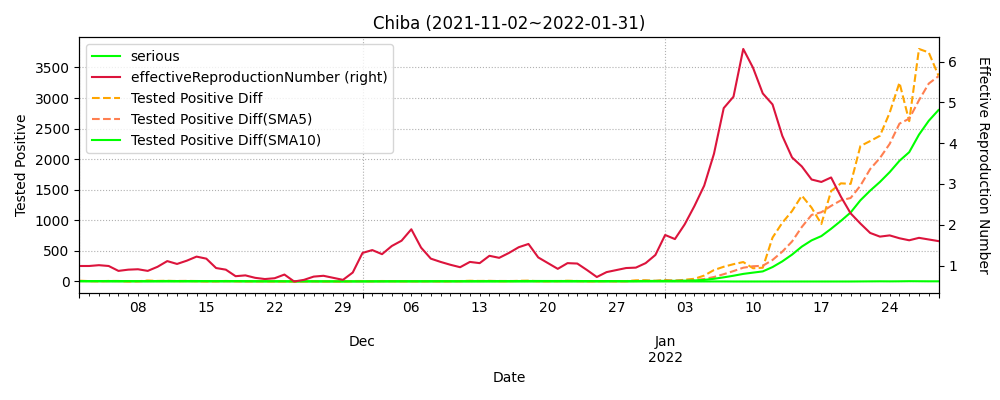 Chiba (2021-11-02~2022-01-31)
serious
effectiveReproductionNumber (right)
Tested Positive Diff
Tested Positive Diff(SMA5)
Tested Positive Diff(SMA10)
Tested Positive
3500
3000
2500
2000
1500
1000
500
0
Effective Reproduction Number
6
5
4
3
2
1
08 15 22 29 06 13 20 27 03 10 17 24
Dec Jan
2022
Date